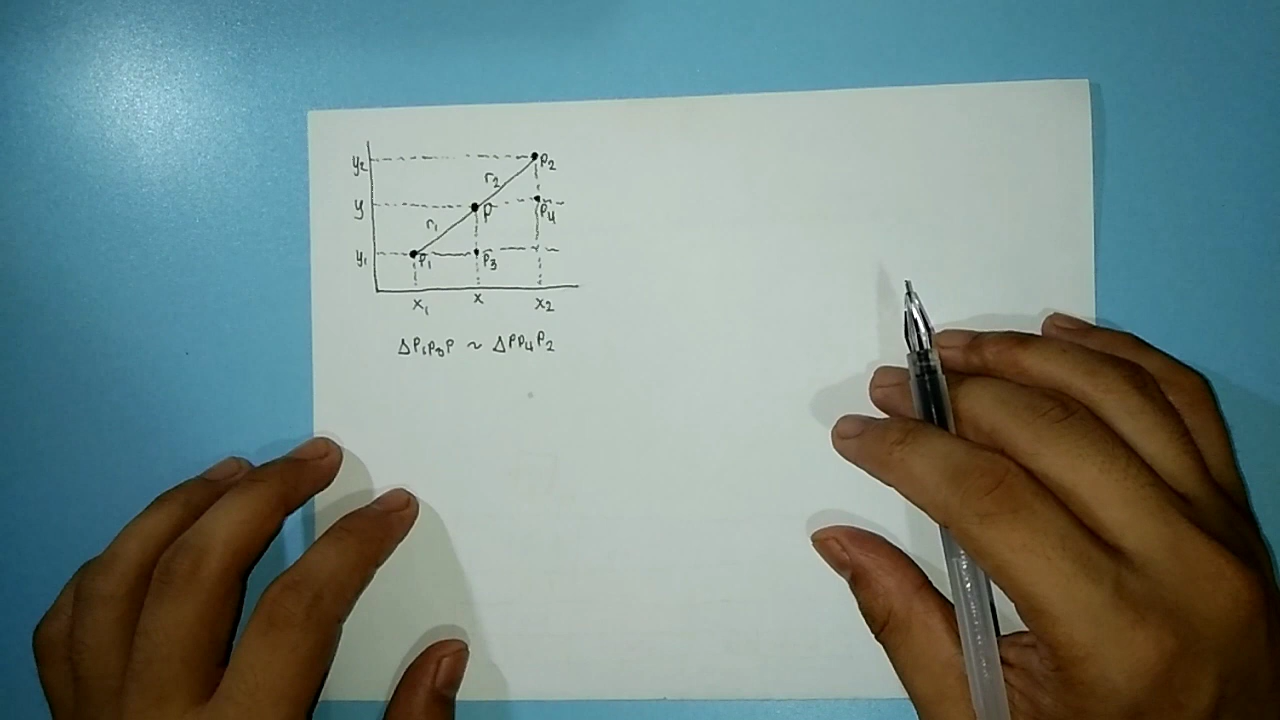 y₂ P₂
r₂
y P P₄
r₁
y₁ P₁ P₃
x₁ x x₂
ΔP₁P₃P ~ ΔPP₄P₂